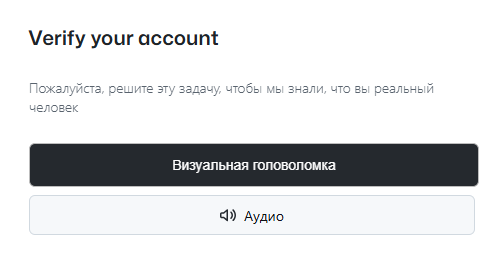 Verify your account
Пожалуйста, решите эту задачу, чтобы мы знали, что вы реальный
человек
Визуальная головоломка
Аудио